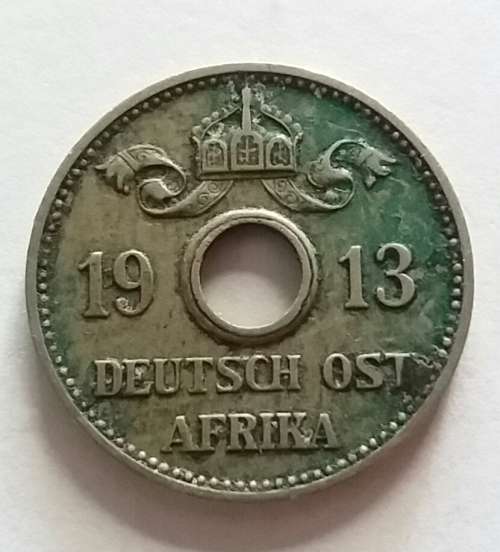 19 13
DEUTSCH OST
AFRIKA